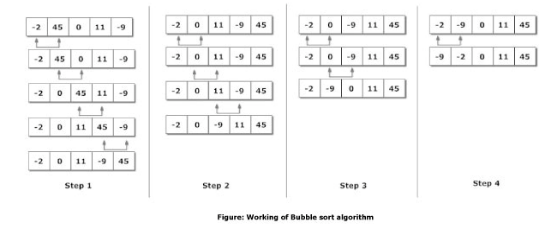 -2 45 0 11 -9
-2 45 0 11 -9
-2 0 45 11 -9
-2 0 11 45 -9
-2 0 11 -9 45
Step 1
-2 0 11 -9 45
-2 0 11 -9 45
-2 0 11 -9 45
-2 0 -9 11 45
Step 2
-2 0 -9 11 45
-2 0 -9 11 45
-2 -9 0 11 45
Step 3
-2 -9 0 11 45
-9 -2 0 11 45
Step 4
Figure: Working of Bubble sort algorithm